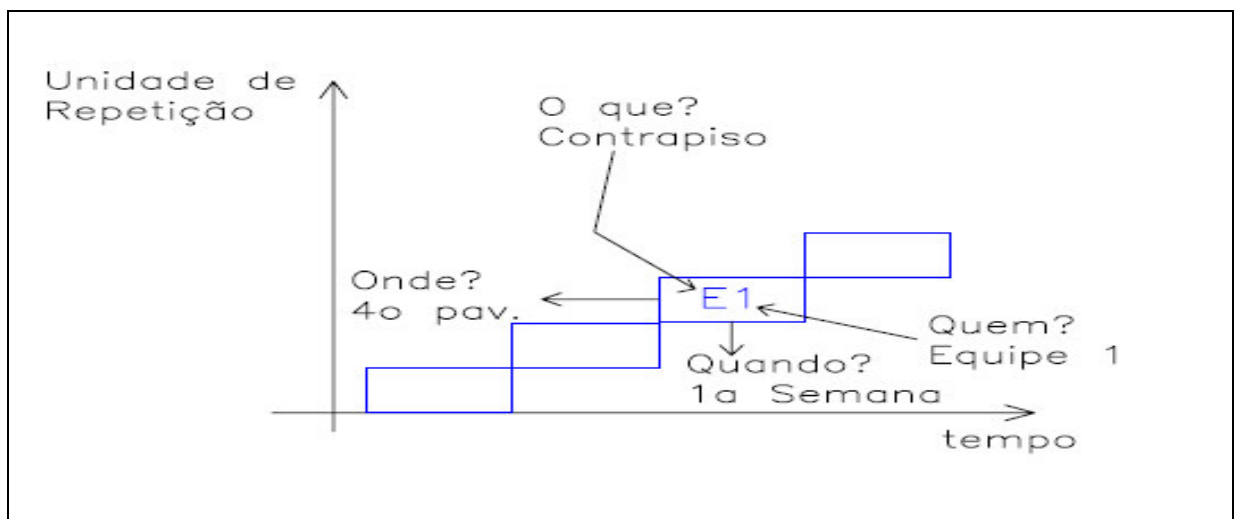 Unidade de
Repetição
O que?
Contrapiso
Onde?
4o pav.
E1
Quem?
Equipe 1
Quando?
1a Semana
tempo